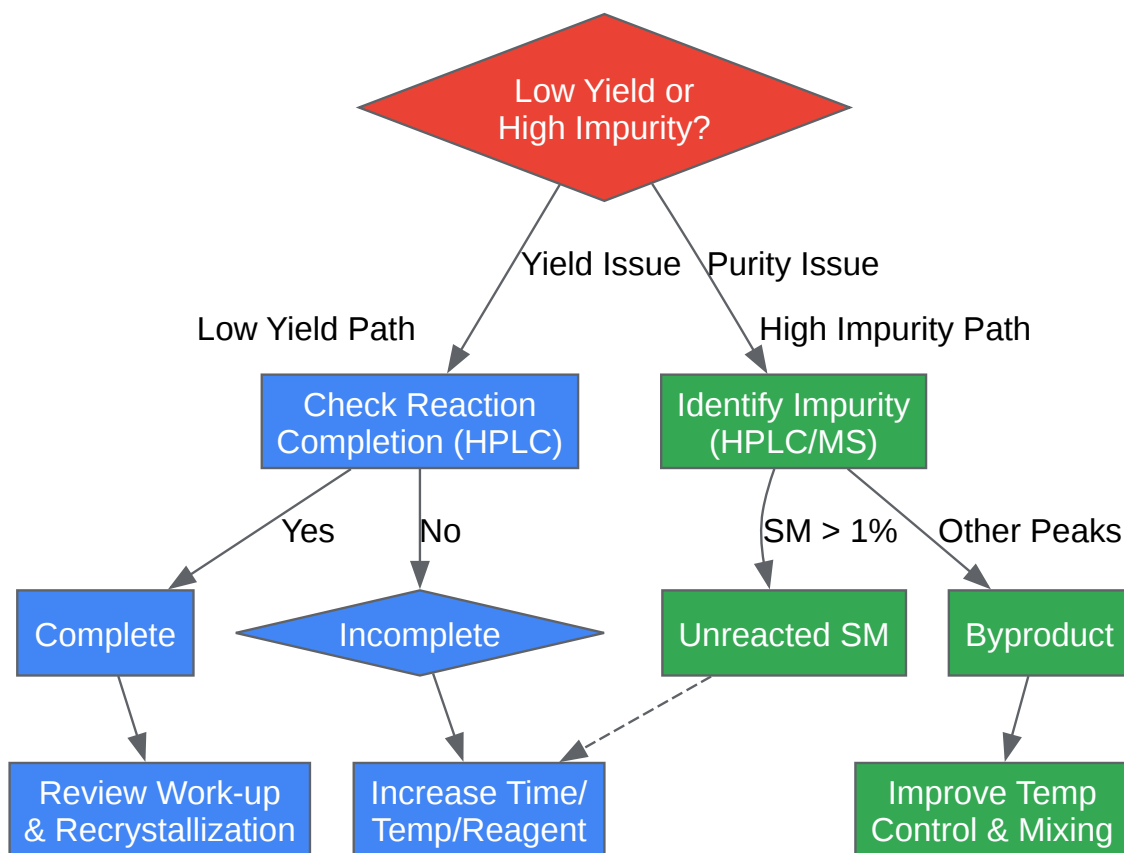 Low Yield or
High Impurity?
Yield Issue
Purity Issue
Low Yield Path
High Impurity Path
Check Reaction
Completion (HPLC)
Identify Impurity
(HPLC/MS)
Yes
No
SM > 1%
Other Peaks
Complete
Incomplete
Unreacted SM
Byproduct
Review Work-up
& Recrystallization
Increase Time/
Temp/Reagent
Improve Temp
Control & Mixing